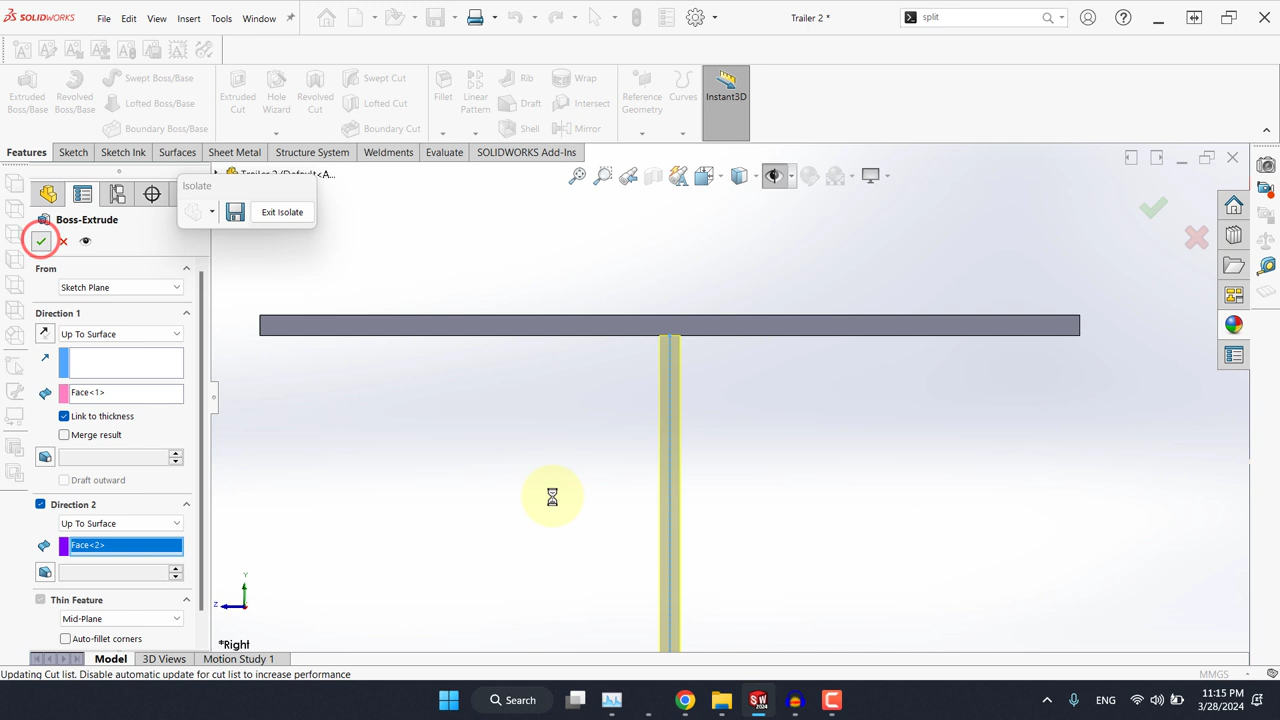 SOLIDWORKS File Edit View Insert Tools Window Trailer 2 * split
Extruded Boss/Base Revolved Boss/Base Swept Boss/Base Lofted Boss/Base Boundary Boss/Base Extruded Cut Hole Wizard Revolved Cut Swept Cut Lofted Cut Boundary Cut Fillet Linear Pattern Rib Draft Shell Wrap Intersect Mirror Reference Geometry Curves Instant3D
Features Sketch Sketch Ink Surfaces Sheet Metal Structure System Weldments Evaluate SOLIDWORKS Add-Ins
Trailer 2 (Default<A...
Isolate
Exit Isolate
Boss-Extrude
From
Sketch Plane
Direction 1
Up To Surface
Face<1>
Link to thickness
Merge result
Draft outward
Direction 2
Up To Surface
Face<2>
Thin Feature
Mid-Plane
Auto-fillet corners
Y
Z
*Right
Model 3D Views Motion Study 1
Updating Cut list. Disable automatic update for cut list to increase performance MMGS
Search
SW
2024
ENG
11:15 PM
3/28/2024